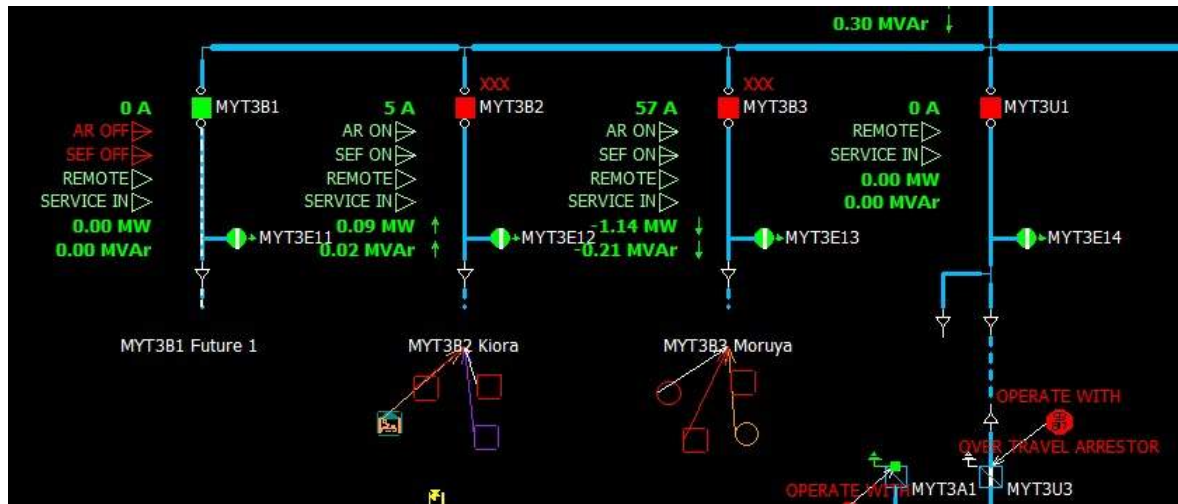 0.30 MVAr
XXX
XXX
0 A
MYT3B1
5 A
MYT3B2
57 A
MYT3B3
0 A
MYT3U1
AR OFF
AR ON
AR ON
REMOTE
SEF OFF
SEF ON
SEF ON
SERVICE IN
REMOTE
REMOTE
REMOTE
0.00 MW
SERVICE IN
SERVICE IN
SERVICE IN
0.00 MVAr
0.00 MW
0.09 MW
-1.14 MW
MYT3E11
MYT3E12
MYT3E13
MYT3E14
0.00 MVAr
0.02 MVAr
-0.21 MVAr
MYT3B1 Future 1
MYT3B2 Kiora
MYT3B3 Moruya
OPERATE WITH
OVER TRAVEL ARRESTOR
OPERATE WITH
MYT3A1
MYT3U3